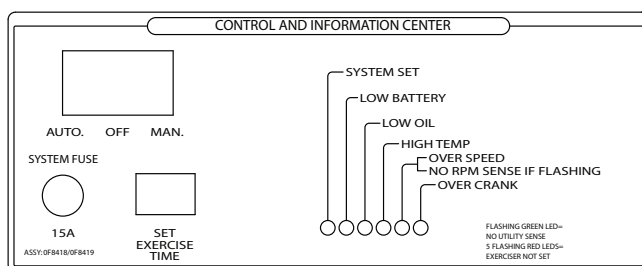 CONTROL AND INFORMATION CENTER
AUTO. OFF MAN.
SYSTEM FUSE
15A
SET
EXERCISE
TIME
ASSY: 0F8418/0F8419
SYSTEM SET
LOW BATTERY
LOW OIL
HIGH TEMP
OVER SPEED
NO RPM SENSE IF FLASHING
OVER CRANK
FLASHING GREEN LED=
NO UTILITY SENSE
5 FLASHING RED LEDS=
EXERCISER NOT SET